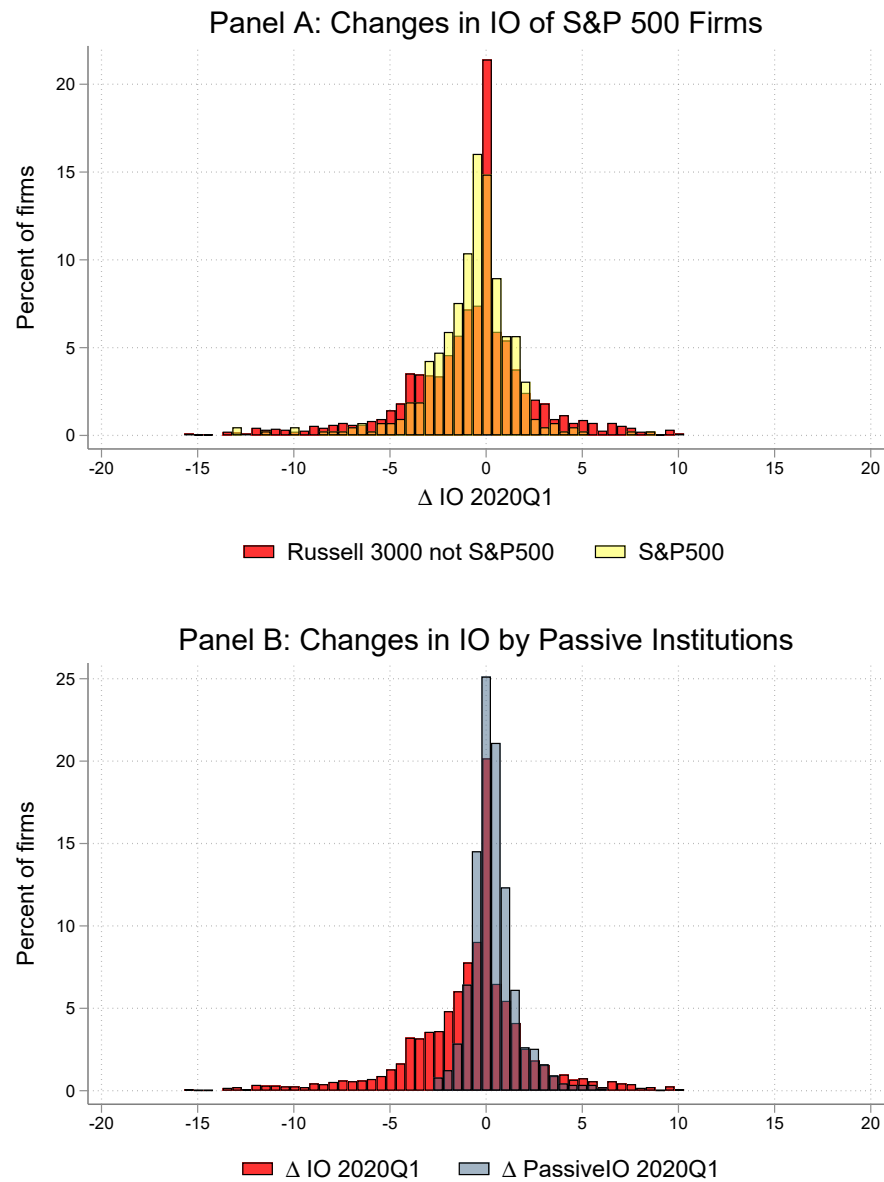 Panel A: Changes in IO of S&P 500 Firms
Percent of firms
20
15
10
5
0
-20 -15 -10 -5 0 5 10 15 20
Δ IO 2020Q1
Russell 3000 not S&P500 S&P500
Panel B: Changes in IO by Passive Institutions
Percent of firms
25
20
15
10
5
0
-20 -15 -10 -5 0 5 10 15 20
Δ IO 2020Q1 Δ PassiveIO 2020Q1